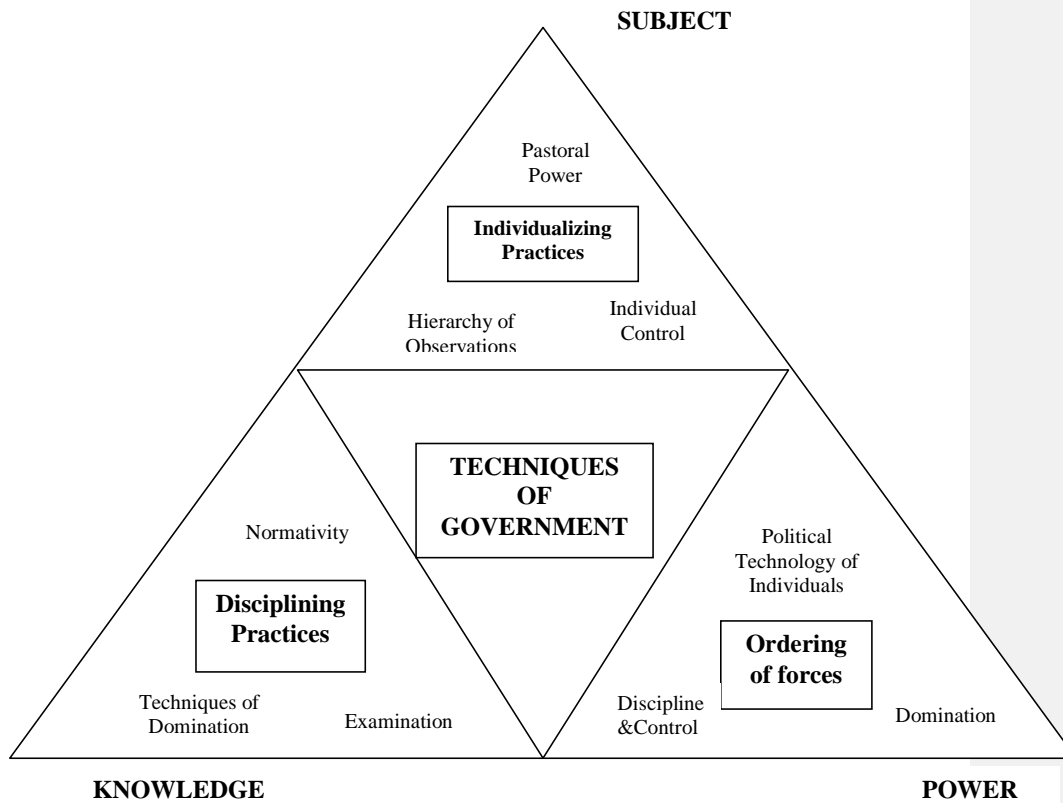 SUBJECT
Pastoral
Power
Individualizing
Practices
Hierarchy of
Observations
Individual
Control
TECHNIQUES
OF
GOVERNMENT
Normativity
Disciplining
Practices
Techniques of
Domination
Examination
Political
Technology of
Individuals
Ordering
of forces
Discipline
&Control
Domination
KNOWLEDGE
POWER